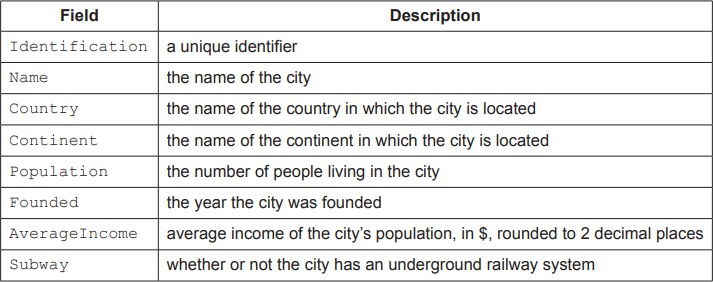 Field Description
Identification a unique identifier
Name the name of the city
Country the name of the country in which the city is located
Continent the name of the continent in which the city is located
Population the number of people living in the city
Founded the year the city was founded
AverageIncome average income of the city’s population, in $, rounded to 2 decimal places
Subway whether or not the city has an underground railway system